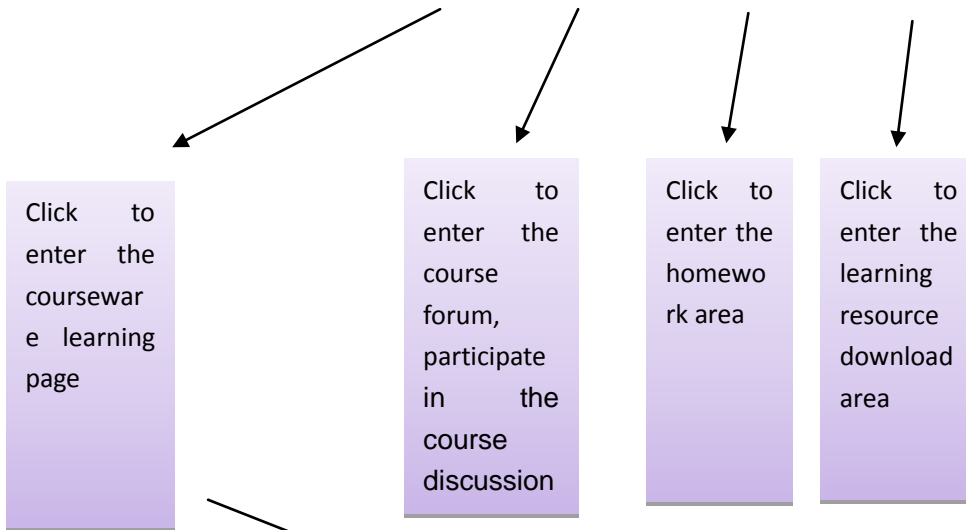 Click to
enter the
coursewar
e learning
page
Click to
enter the
course
forum,
participate
in the
course
discussion
Click to
enter the
homewo
rk area
Click to
enter the
learning
resource
download
area